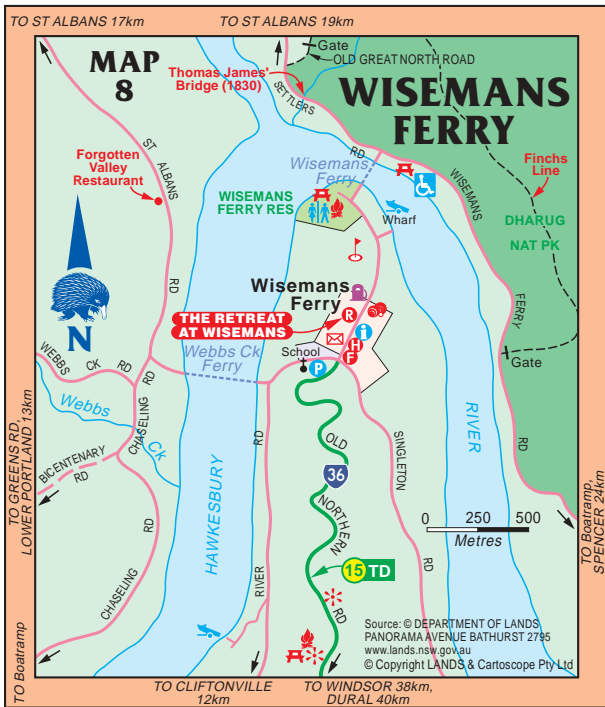 TO ST ALBANS 17km
TO ST ALBANS 19km
MAP
8
Gate
OLD GREAT NORTH ROAD
Thomas James'
Bridge (1830)
SETTLERS
RD
WISEMANS
FERRY
ST ALBANS
RD
Forgotten
Valley
Restaurant
Wisemans
Ferry
WISEMANS
FERRY RES
Wharf
WISEMANS
FERRY
RD
Finchs
Line
DHARUG
NAT PK
Gate
N
Wisemans
Ferry
THE RETREAT
AT WISEMANS
R
i
H
F
School
P
Webbs Ck
Ferry
WEBBS CK RD
Webbs
Ck
CHASELING
RD
BICENTENARY
RD
CHASELING
RD
TO GREENS RD,
LOWER PORTLAND 13km
HAWKESBURY
RIVER
RD
RIVER
OLD
36
NORTHERN
RD
15 TD
SINGLETON
RD
0 250 500
Metres
TO Boatramp,
SPENCER 24km
Source: © DEPARTMENT OF LANDS
PANORAMA AVENUE BATHURST 2795
www.lands.nsw.gov.au
© Copyright LANDS & Cartoscope Pty Ltd
TO Boatramp
TO CLIFTONVILLE
12km
TO WINDSOR 38km,
DURAL 40km